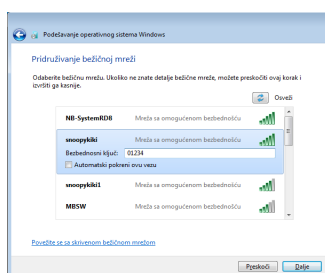 Podešavanje operativnog sistema Windows
Pridruživanje bežičnoj mreži
Odaberite bežičnu mrežu. Ukoliko ne znate detalje bežične mreže, možete preskočiti ovaj korak i
izvršiti ga kasnije.
Osveži
NB-SystemRDB Mreža sa omogućenom bezbednošću
snoopykiki Mreža sa omogućenom bezbednošću
Bezbednosni ključ: 01234
Automatski pokreni ovu vezu
snoopykiki1 Mreža sa omogućenom bezbednošću
MBSW Mreža sa omogućenom bezbednošću
Povežite se sa skrivenom bežičnom mrežom
Preskoči Dalje